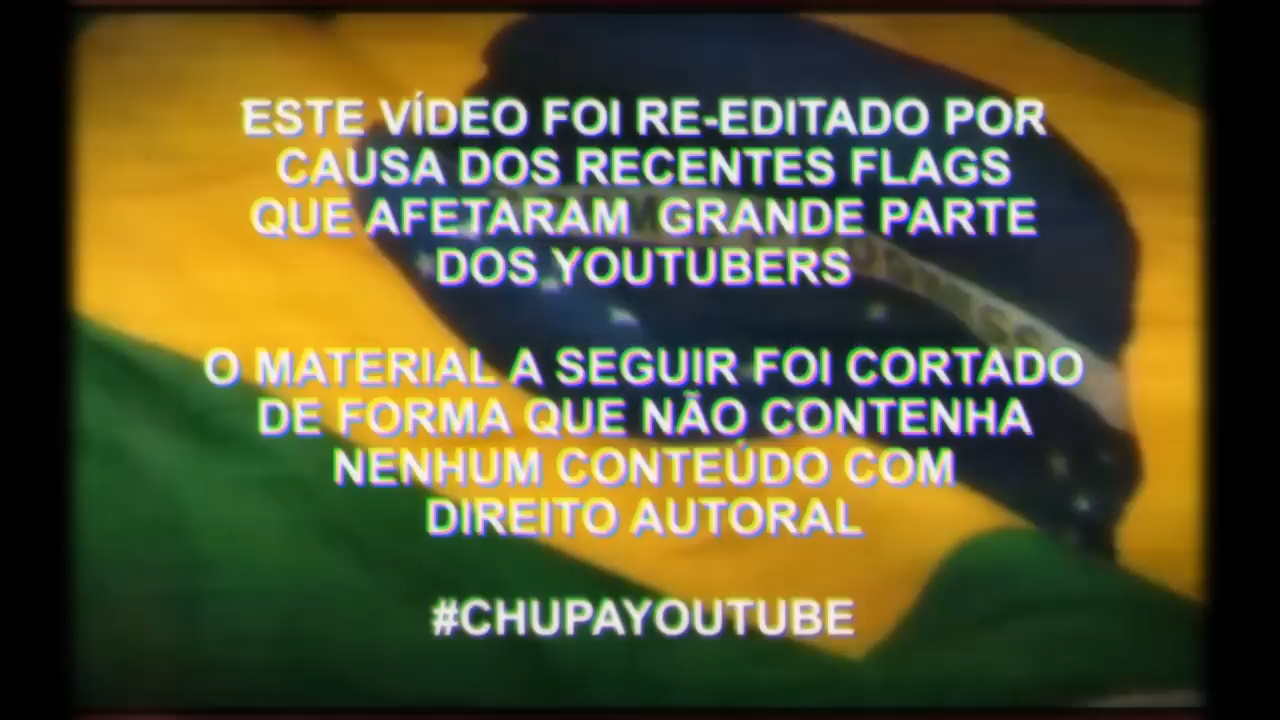 ESTE VÍDEO FOI RE-EDITADO POR
CAUSA DOS RECENTES FLAGS
QUE AFETARAM GRANDE PARTE
DOS YOUTUBERS
O MATERIAL A SEGUIR FOI CORTADO
DE FORMA QUE NÃO CONTENHA
NENHUM CONTEÚDO COM
DIREITO AUTORAL
#CHUPAYOUTUBE